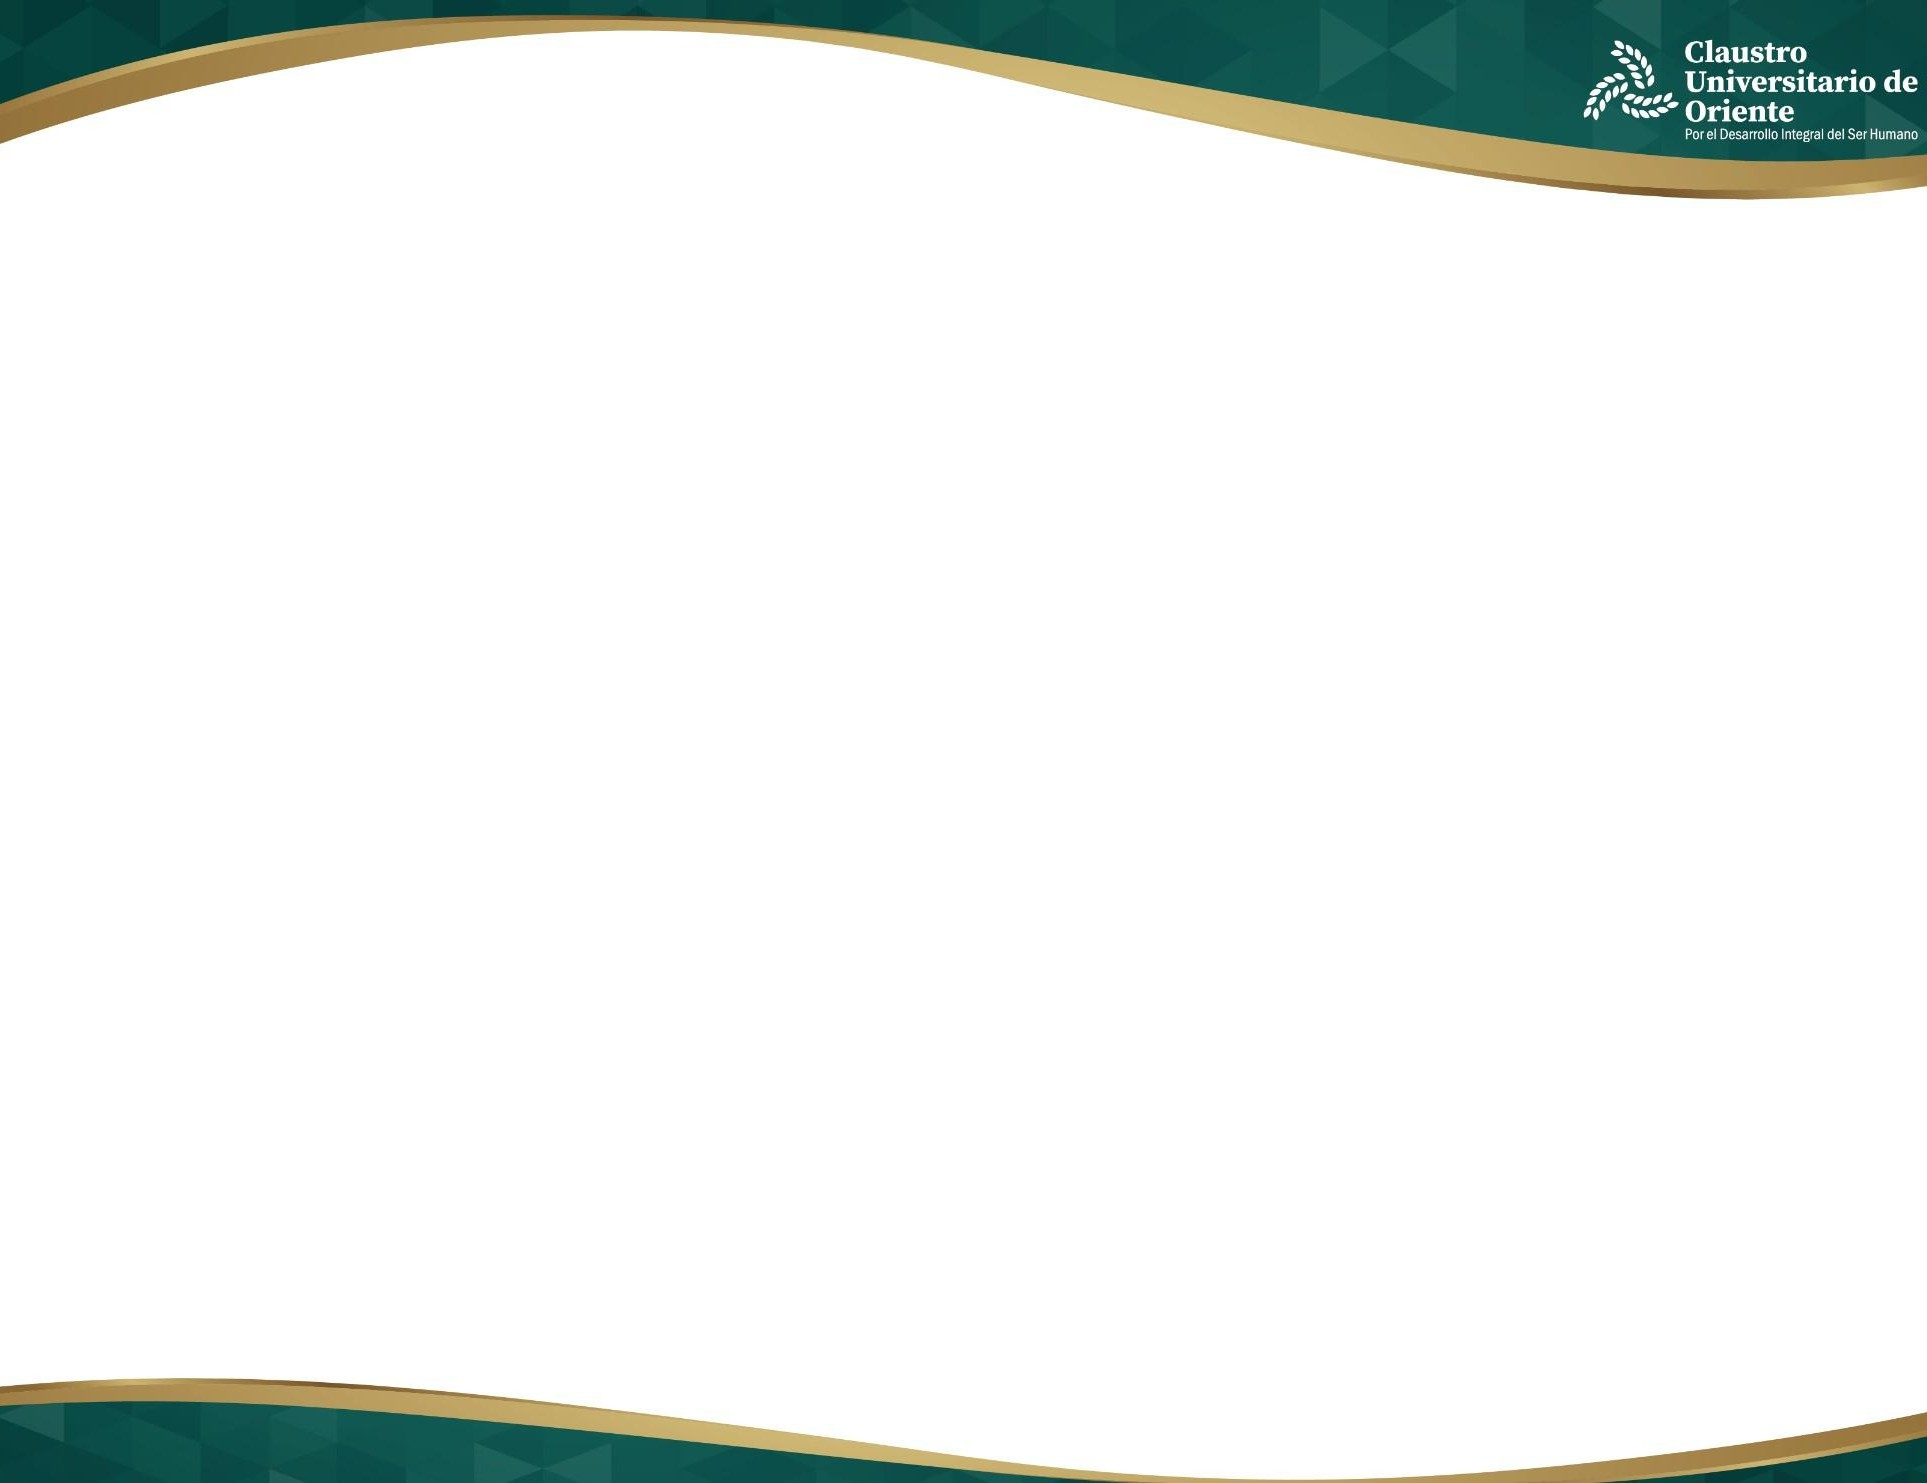 Claustro
Universitario de
Oriente
Por el Desarrollo Integral del Ser Humano